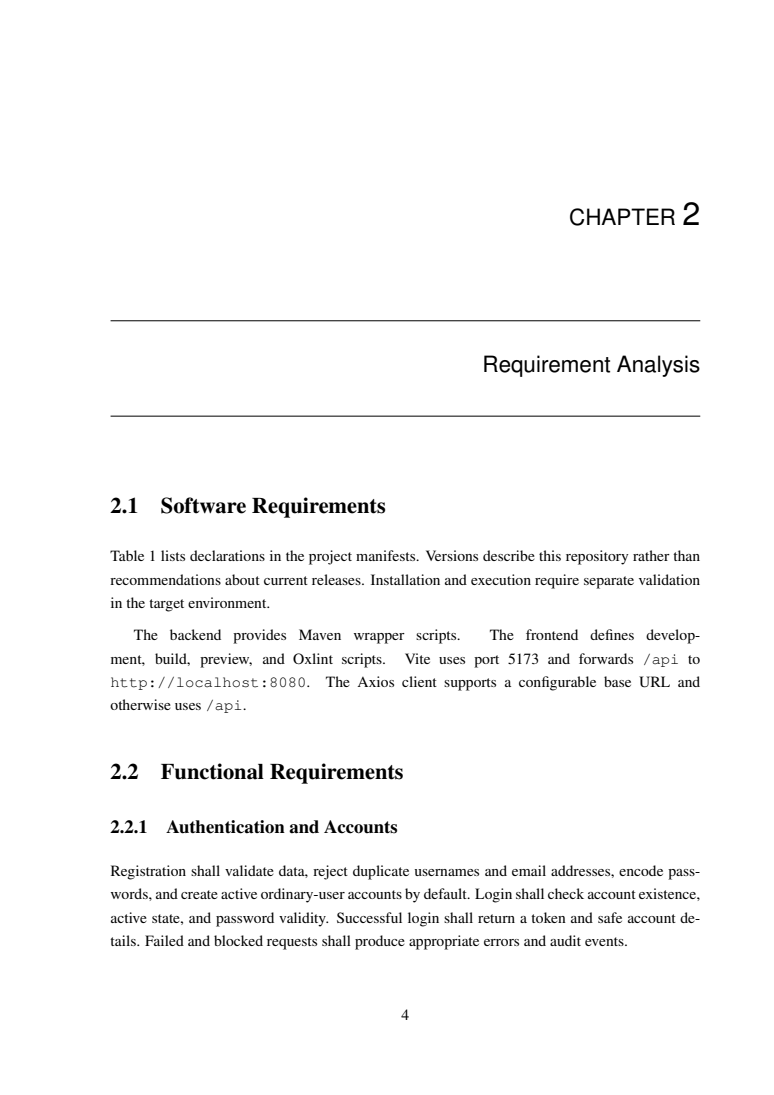 CHAPTER 2
Requirement Analysis
2.1 Software Requirements
Table 1 lists declarations in the project manifests. Versions describe this repository rather than
recommendations about current releases. Installation and execution require separate validation
in the target environment.
The backend provides Maven wrapper scripts. The frontend defines develop-
ment, build, preview, and Oxlint scripts. Vite uses port 5173 and forwards /api to
http://localhost:8080. The Axios client supports a configurable base URL and
otherwise uses /api.
2.2 Functional Requirements
2.2.1 Authentication and Accounts
Registration shall validate data, reject duplicate usernames and email addresses, encode pass-
words, and create active ordinary-user accounts by default. Login shall check account existence,
active state, and password validity. Successful login shall return a token and safe account de-
tails. Failed and blocked requests shall produce appropriate errors and audit events.
4